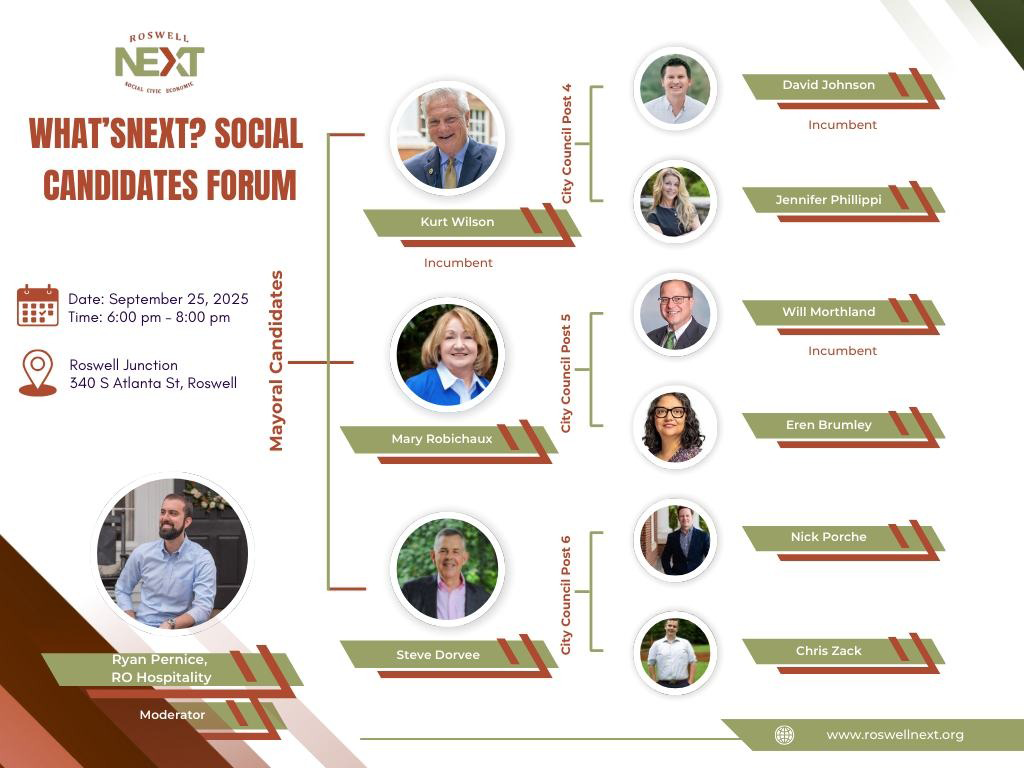 ROSWELL
NEXT
SOCIAL CIVIC ECONOMIC
WHAT'SNEXT? SOCIAL
CANDIDATES FORUM
Date: September 25, 2025
Time: 6:00 pm – 8:00 pm
Roswell Junction
340 S Atlanta St, Roswell
Ryan Pernice,
RO Hospitality
Moderator
Mayoral Candidates
Kurt Wilson
Incumbent
Mary Robichaux
Steve Dorvee
City Council Post 4
David Johnson
Incumbent
Jennifer Phillippi
City Council Post 5
Will Morthland
Incumbent
Eren Brumley
City Council Post 6
Nick Porche
Chris Zack
www.roswellnext.org